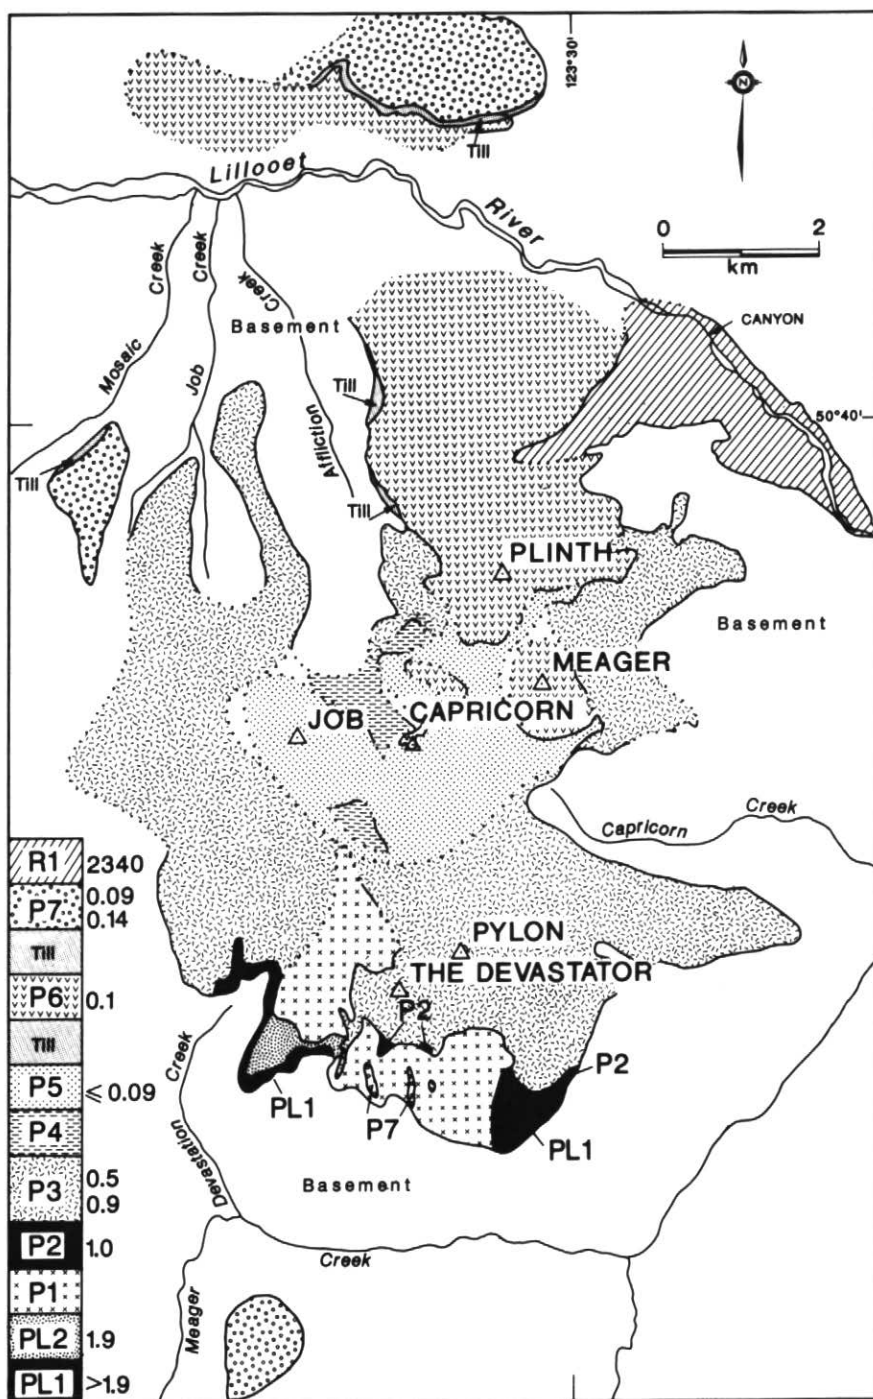 123°30'
N
Till
Lillooet
River
0 2
km
Creek
Creek
Creek
Basement
CANYON
Mosaic
Job
Till
50°40'
Affliction
Till
Till
PLINTH
Basement
MEAGER
JOB
CAPRICORN
Creek
Capricorn
R1 2340
P7 0.09
0.14
Till
P6 0.1
Till
P5 ≤ 0.09
P4
P3 0.5
0.9
P2 1.0
P1
PL2 1.9
PL1 >1.9
PYLON
THE DEVASTATOR
P2
Creek
P2
PL1
P7
PL1
Devastation
Basement
Creek
Meager